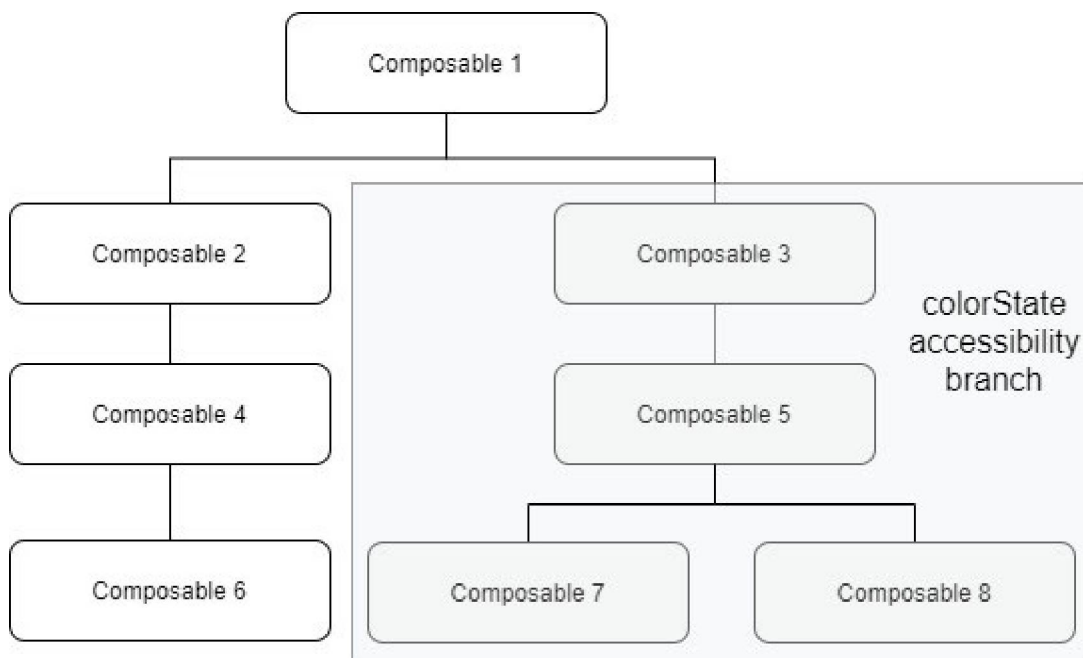 Composable 1
Composable 2
Composable 3
colorState
accessibility
branch
Composable 4
Composable 5
Composable 6
Composable 7
Composable 8